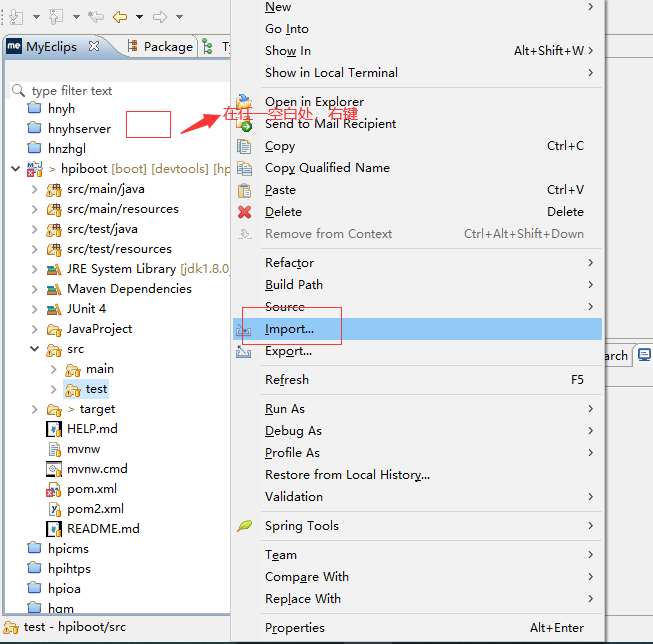 MyEclips
Package
T
type filter text
hnyh
hnyhserver
hnzhgl
> hpiboot [boot] [devtools] [hp
src/main/java
src/main/resources
src/test/java
src/test/resources
JRE System Library [jdk1.8.0
Maven Dependencies
JUnit 4
JavaProject
src
main
test
> target
HELP.md
mvnw
mvnw.cmd
pom.xml
pom2.xml
README.md
hpicms
hpihtps
hpioa
hqm
test - hpiboot/src
在任一空白处，右键
New
Go Into
Show In Alt+Shift+W
Show in Local Terminal
Open in Explorer
Send to Mail Recipient
Copy Ctrl+C
Copy Qualified Name
Paste Ctrl+V
Delete Delete
Remove from Context Ctrl+Alt+Shift+Down
Refactor
Build Path
Source
Import...
Export...
Refresh F5
Run As
Debug As
Profile As
Restore from Local History...
Validation
Spring Tools
Team
Compare With
Replace With
Properties Alt+Enter
arch